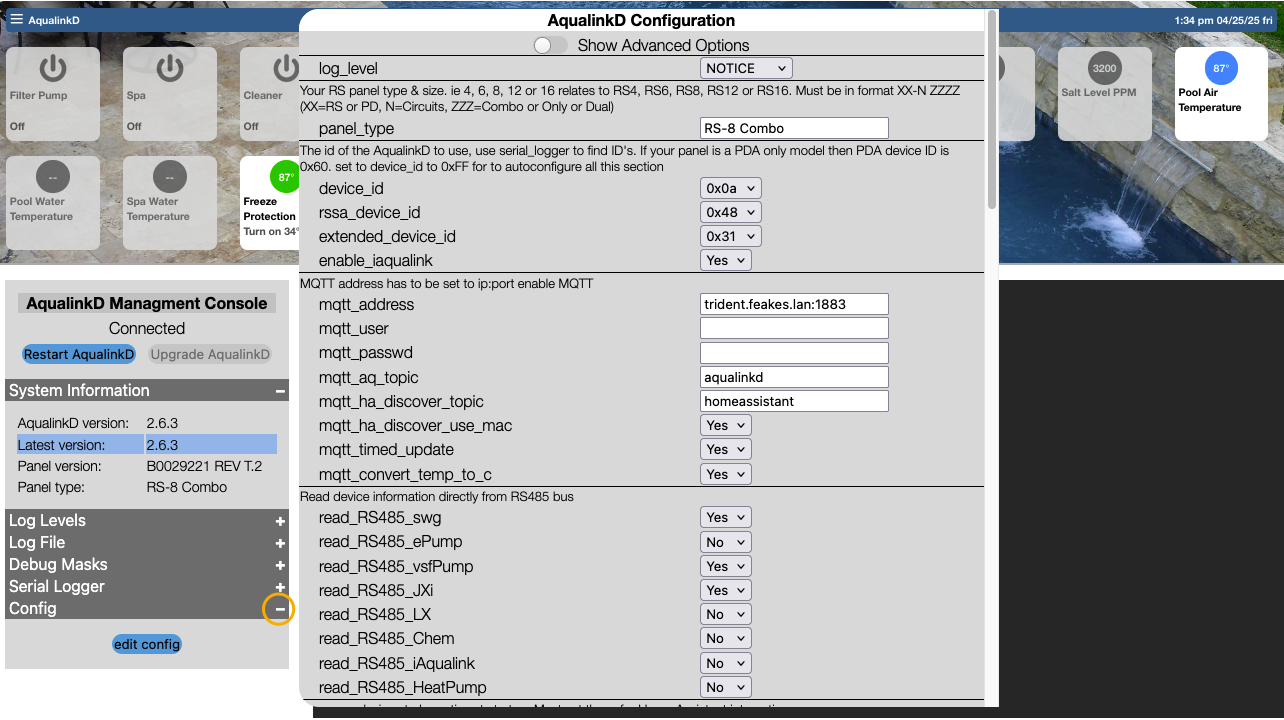 AqualinkD
1:34 pm 04/25/25 fri
Filter Pump
Off
Spa
Off
Cleaner
Off
3200
Salt Level PPM
87°
Pool Air
Temperature
--
Pool Water
Temperature
--
Spa Water
Temperature
87°
Freeze
Protection
Turn on 34°
AqualinkD Managment Console
Connected
Restart AqualinkD Upgrade AqualinkD
System Information
AqualinkD version: 2.6.3
Latest version: 2.6.3
Panel version: B0029221 REV T.2
Panel type: RS-8 Combo
Log Levels
Log File
Debug Masks
Serial Logger
Config
edit config
AqualinkD Configuration
Show Advanced Options
log_level NOTICE
Your RS panel type & size. ie 4, 6, 8, 12 or 16 relates to RS4, RS6, RS8, RS12 or RS16. Must be in format XX-N ZZZZ
(XX=RS or PD, N=Circuits, ZZZ=Combo or Only or Dual)
panel_type RS-8 Combo
The id of the AqualinkD to use, use serial_logger to find ID's. If your panel is a PDA only model then PDA device ID is
0x60. set to device_id to 0xFF for to autoconfigure all this section
device_id 0x0a
rssa_device_id 0x48
extended_device_id 0x31
enable_iaqualink Yes
MQTT address has to be set to ip:port enable MQTT
mqtt_address trident.feakes.lan:1883
mqtt_user
mqtt_passwd
mqtt_aq_topic aqualinkd
mqtt_ha_discover_topic homeassistant
mqtt_ha_discover_use_mac Yes
mqtt_timed_update Yes
mqtt_convert_temp_to_c Yes
Read device information directly from RS485 bus
read_RS485_swg Yes
read_RS485_ePump No
read_RS485_vsfPump Yes
read_RS485_JXi Yes
read_RS485_LX No
read_RS485_Chem No
read_RS485_iAqualink No
read_RS485_HeatPump No